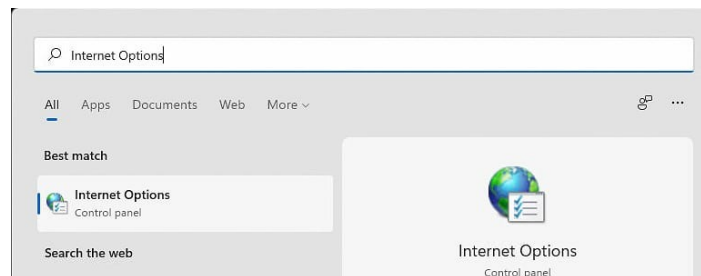 Internet Options
All Apps Documents Web More
Best match
Internet Options
Control panel
Search the web
Internet Options
Control panel